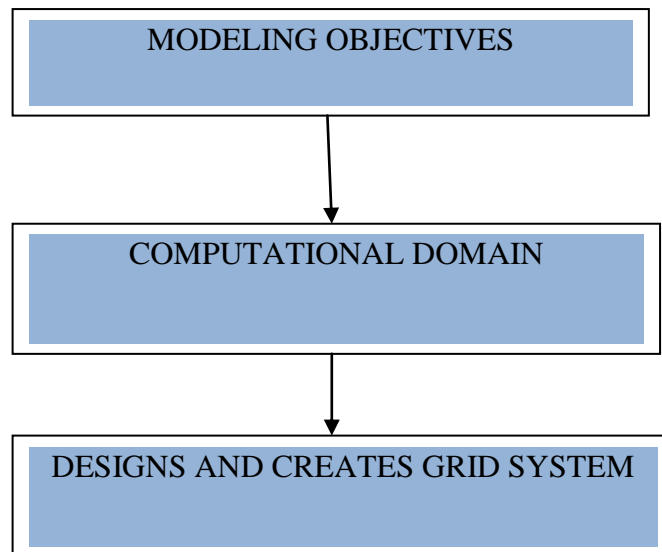 MODELING OBJECTIVES
COMPUTATIONAL DOMAIN
DESIGNS AND CREATES GRID SYSTEM